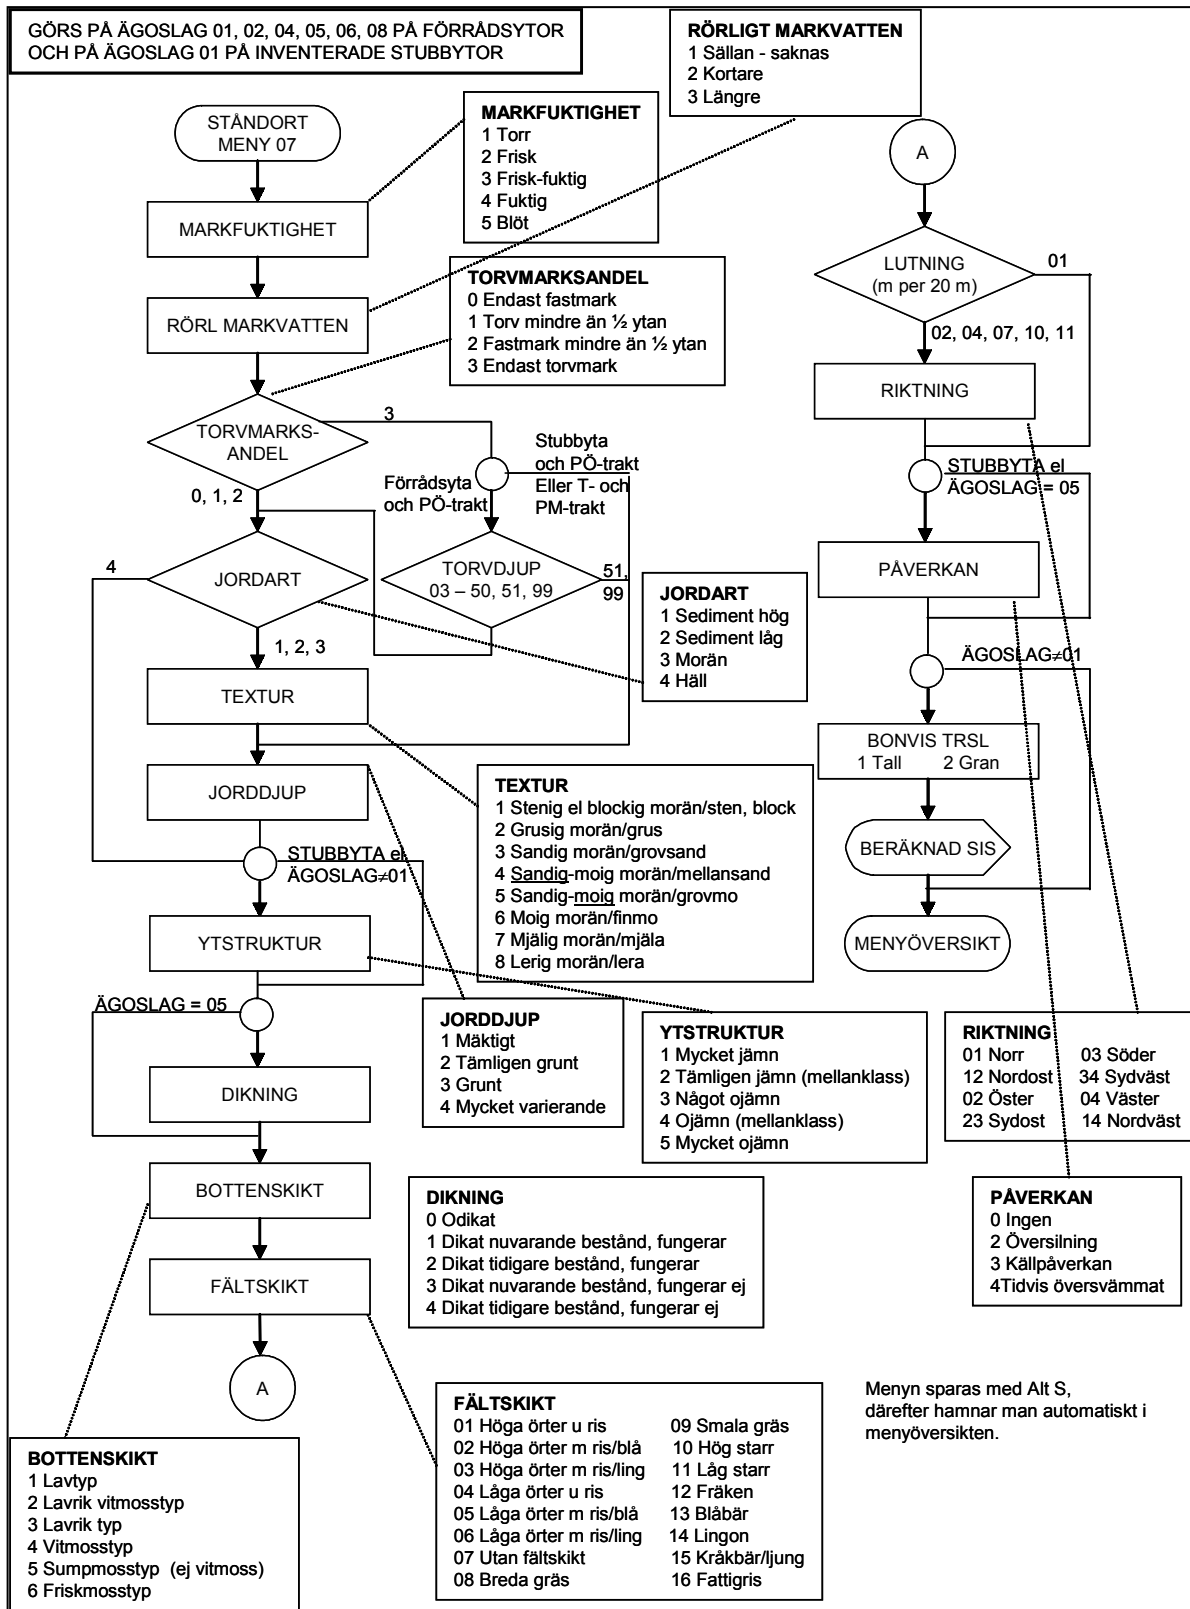 GÖRS PÅ ÄGOSLAG 01, 02, 04, 05, 06, 08 PÅ FÖRRÅDSYTOR
OCH PÅ ÄGOSLAG 01 PÅ INVENTERADE STUBBYTOR
STÅNDORT
MENY 07
MARKFUKTIGHET
RÖRL MARKVATTEN
TORVMARKS-
ANDEL
3
0, 1, 2
Förrådsyta
och PÖ-trakt
Stubbyta
och PÖ-trakt
Eller T- och
PM-trakt
TORVDJUP
03 – 50, 51, 99
51,
99
JORDART
4
1, 2, 3
TEXTUR
JORDDJUP
STUBBYTA el
ÄGOSLAG≠01
YTSTRUKTUR
ÄGOSLAG = 05
DIKNING
BOTTENSKIKT
FÄLTSKIKT
A
MARKFUKTIGHET
1 Torr
2 Frisk
3 Frisk-fuktig
4 Fuktig
5 Blöt
RÖRLIGT MARKVATTEN
1 Sällan - saknas
2 Kortare
3 Längre
TORVMARKSANDEL
0 Endast fastmark
1 Torv mindre än ½ ytan
2 Fastmark mindre än ½ ytan
3 Endast torvmark
JORDART
1 Sediment hög
2 Sediment låg
3 Morän
4 Häll
TEXTUR
1 Stenig el blockig morän/sten, block
2 Grusig morän/grus
3 Sandig morän/grovsand
4 Sandig-moig morän/mellansand
5 Sandig-moig morän/grovmo
6 Moig morän/finmo
7 Mjälig morän/mjäla
8 Lerig morän/lera
JORDDJUP
1 Mäktigt
2 Tämligen grunt
3 Grunt
4 Mycket varierande
YTSTRUKTUR
1 Mycket jämn
2 Tämligen jämn (mellanklass)
3 Något ojämn
4 Ojämn (mellanklass)
5 Mycket ojämn
DIKNING
0 Odikat
1 Dikat nuvarande bestånd, fungerar
2 Dikat tidigare bestånd, fungerar
3 Dikat nuvarande bestånd, fungerar ej
4 Dikat tidigare bestånd, fungerar ej
BOTTENSKIKT
1 Lavtyp
2 Lavrik vitmosstyp
3 Lavrik typ
4 Vitmosstyp
5 Sumpmosstyp (ej vitmoss)
6 Friskmosstyp
FÄLTSKIKT
01 Höga örter u ris 09 Smala gräs
02 Höga örter m ris/blå 10 Hög starr
03 Höga örter m ris/ling 11 Låg starr
04 Låga örter u ris 12 Fräken
05 Låga örter m ris/blå 13 Blåbär
06 Låga örter m ris/ling 14 Lingon
07 Utan fältskikt 15 Kråkbär/ljung
08 Breda gräs 16 Fattigris
A
LUTNING
(m per 20 m)
01
02, 04, 07, 10, 11
RIKTNING
STUBBYTA el
ÄGOSLAG = 05
PÅVERKAN
ÄGOSLAG≠01
BONVIS TRSL
1 Tall 2 Gran
BERÄKNAD SIS
MENYÖVERSIKT
RIKTNING
01 Norr 03 Söder
12 Nordost 34 Sydväst
02 Öster 04 Väster
23 Sydost 14 Nordväst
PÅVERKAN
0 Ingen
2 Översilning
3 Källpåverkan
4Tidvis översvämmat
Menyn sparas med Alt S,
därefter hamnar man automatiskt i
menyöversikten.